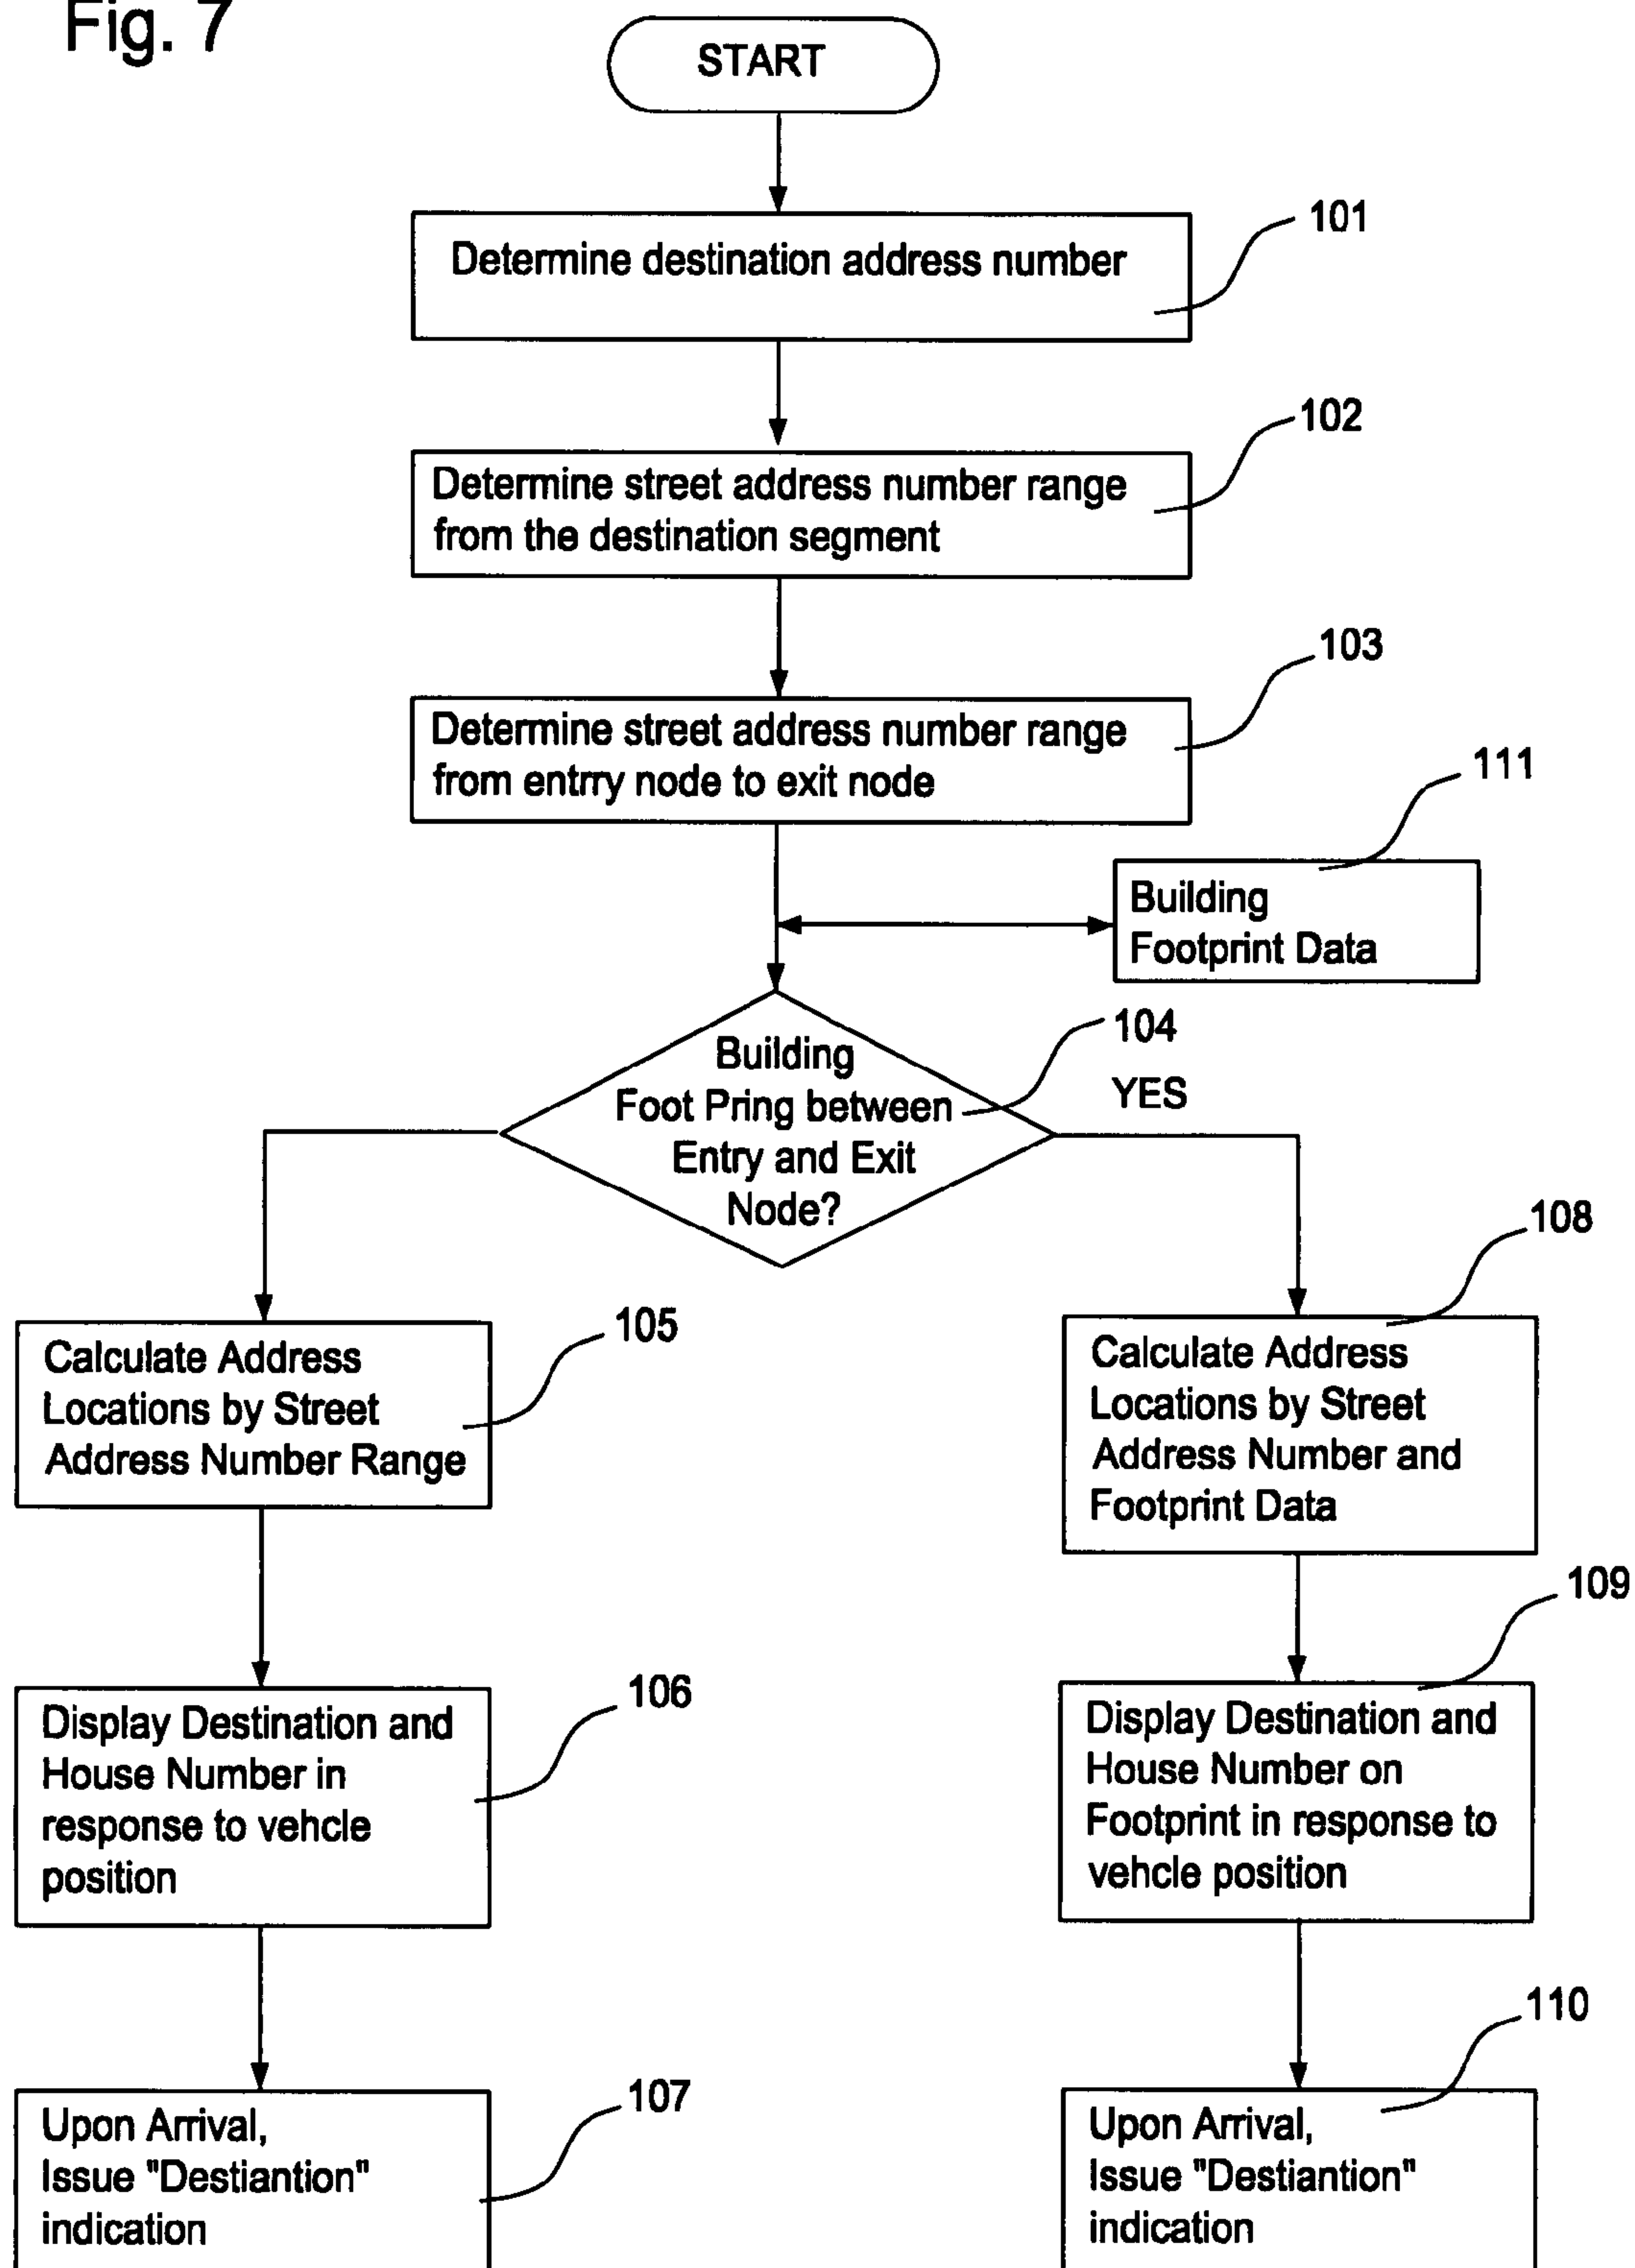 Fig. 7
START
101
Determine destination address number
102
Determine street address number range
from the destination segment
103
Determine street address number range
from entrry node to exit node
111
Building
Footprint Data
104
Building
Foot Pring between
Entry and Exit
Node?
YES
105
Calculate Address
Locations by Street
Address Number Range
108
Calculate Address
Locations by Street
Address Number and
Footprint Data
106
Display Destination and
House Number in
response to vehcle
position
109
Display Destination and
House Number on
Footprint in response to
vehcle position
107
Upon Arrival,
Issue "Destiantion"
indication
110
Upon Arrival,
Issue "Destiantion"
indication